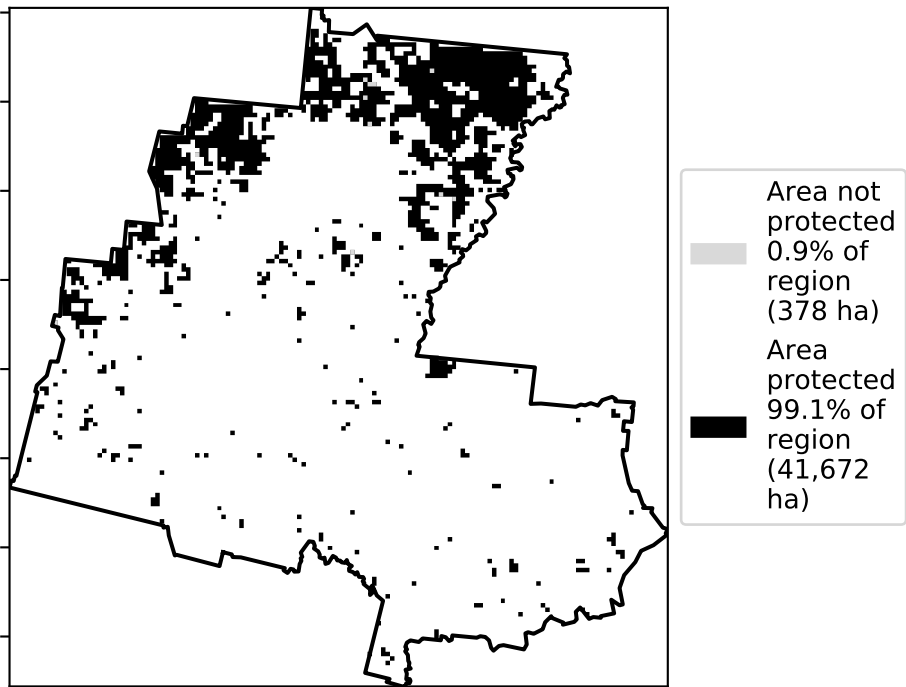 Area not
protected
0.9% of
region
(378 ha)
Area
protected
99.1% of
region
(41,672
ha)